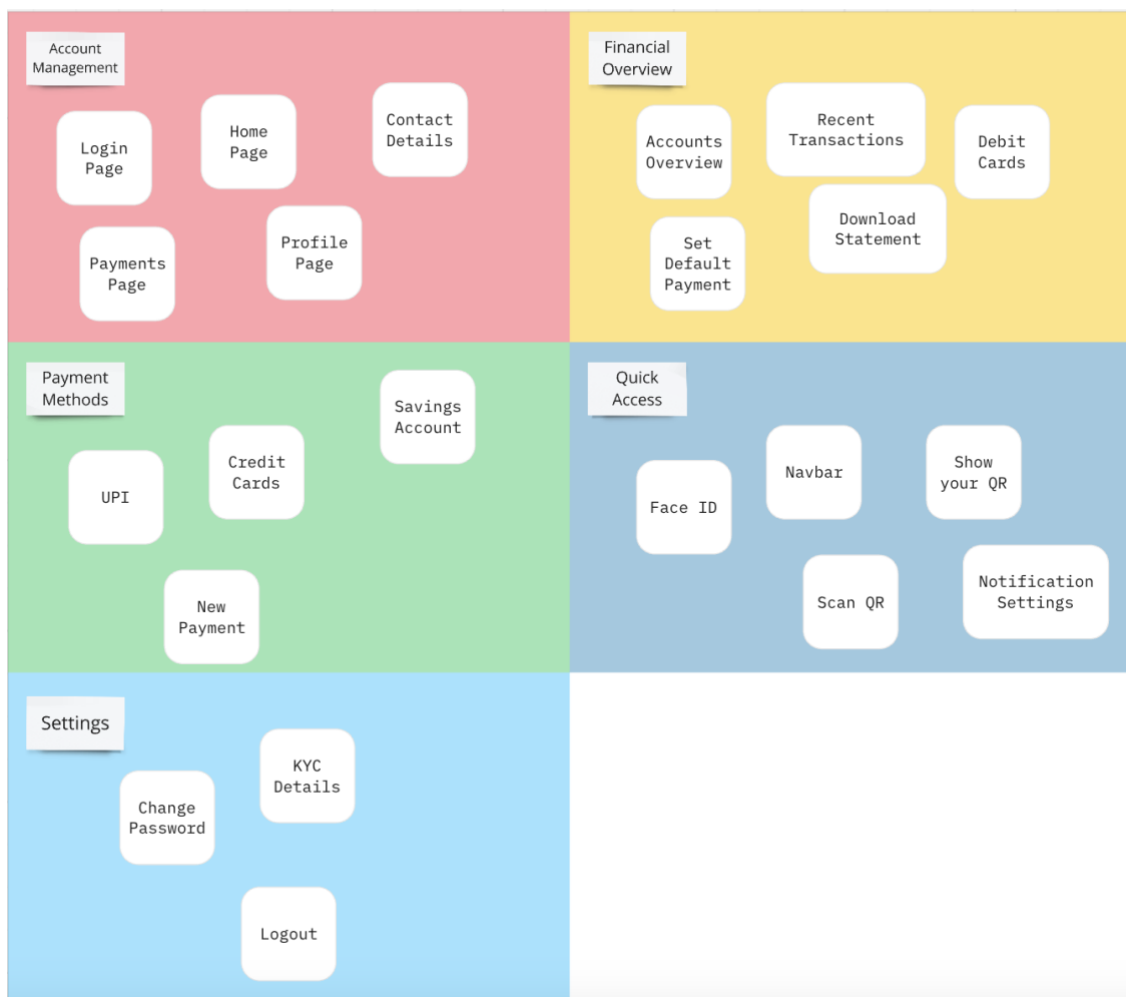 Account
Management
Login
Page
Home
Page
Contact
Details
Payments
Page
Profile
Page
Financial
Overview
Accounts
Overview
Recent
Transactions
Debit
Cards
Set
Default
Payment
Download
Statement
Payment
Methods
UPI
Credit
Cards
Savings
Account
New
Payment
Quick
Access
Face ID
Navbar
Show
your QR
Scan QR
Notification
Settings
Settings
Change
Password
KYC
Details
Logout